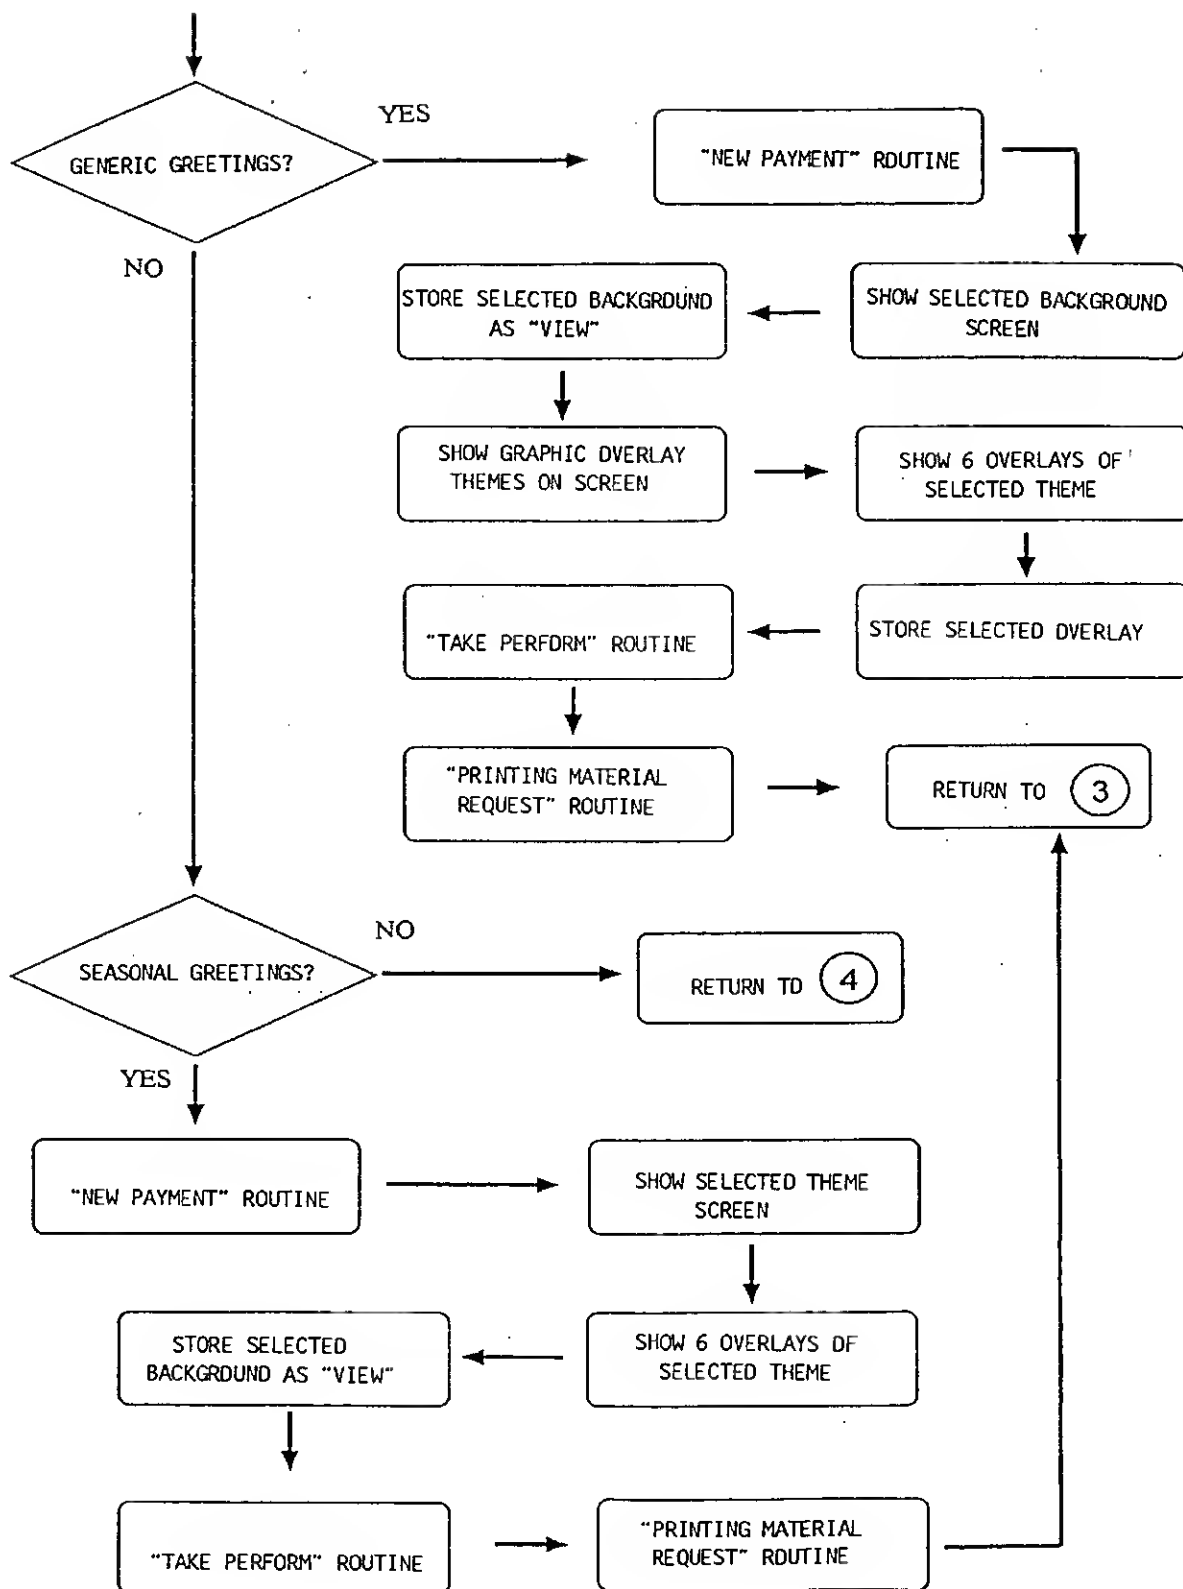 YES
GENERIC GREETINGS?
"NEW PAYMENT" ROUTINE
NO
STORE SELECTED BACKGROUND
AS "VIEW"
SHOW SELECTED BACKGROUND
SCREEN
SHOW GRAPHIC OVERLAY
THEMES ON SCREEN
SHOW 6 OVERLAYS OF
SELECTED THEME
"TAKE PERFORM" ROUTINE
STORE SELECTED OVERLAY
"PRINTING MATERIAL
REQUEST" ROUTINE
RETURN TO 3
NO
SEASONAL GREETINGS?
RETURN TO 4
YES
"NEW PAYMENT" ROUTINE
SHOW SELECTED THEME
SCREEN
STORE SELECTED
BACKGROUND AS "VIEW"
SHOW 6 OVERLAYS OF
SELECTED THEME
"TAKE PERFORM" ROUTINE
"PRINTING MATERIAL
REQUEST" ROUTINE